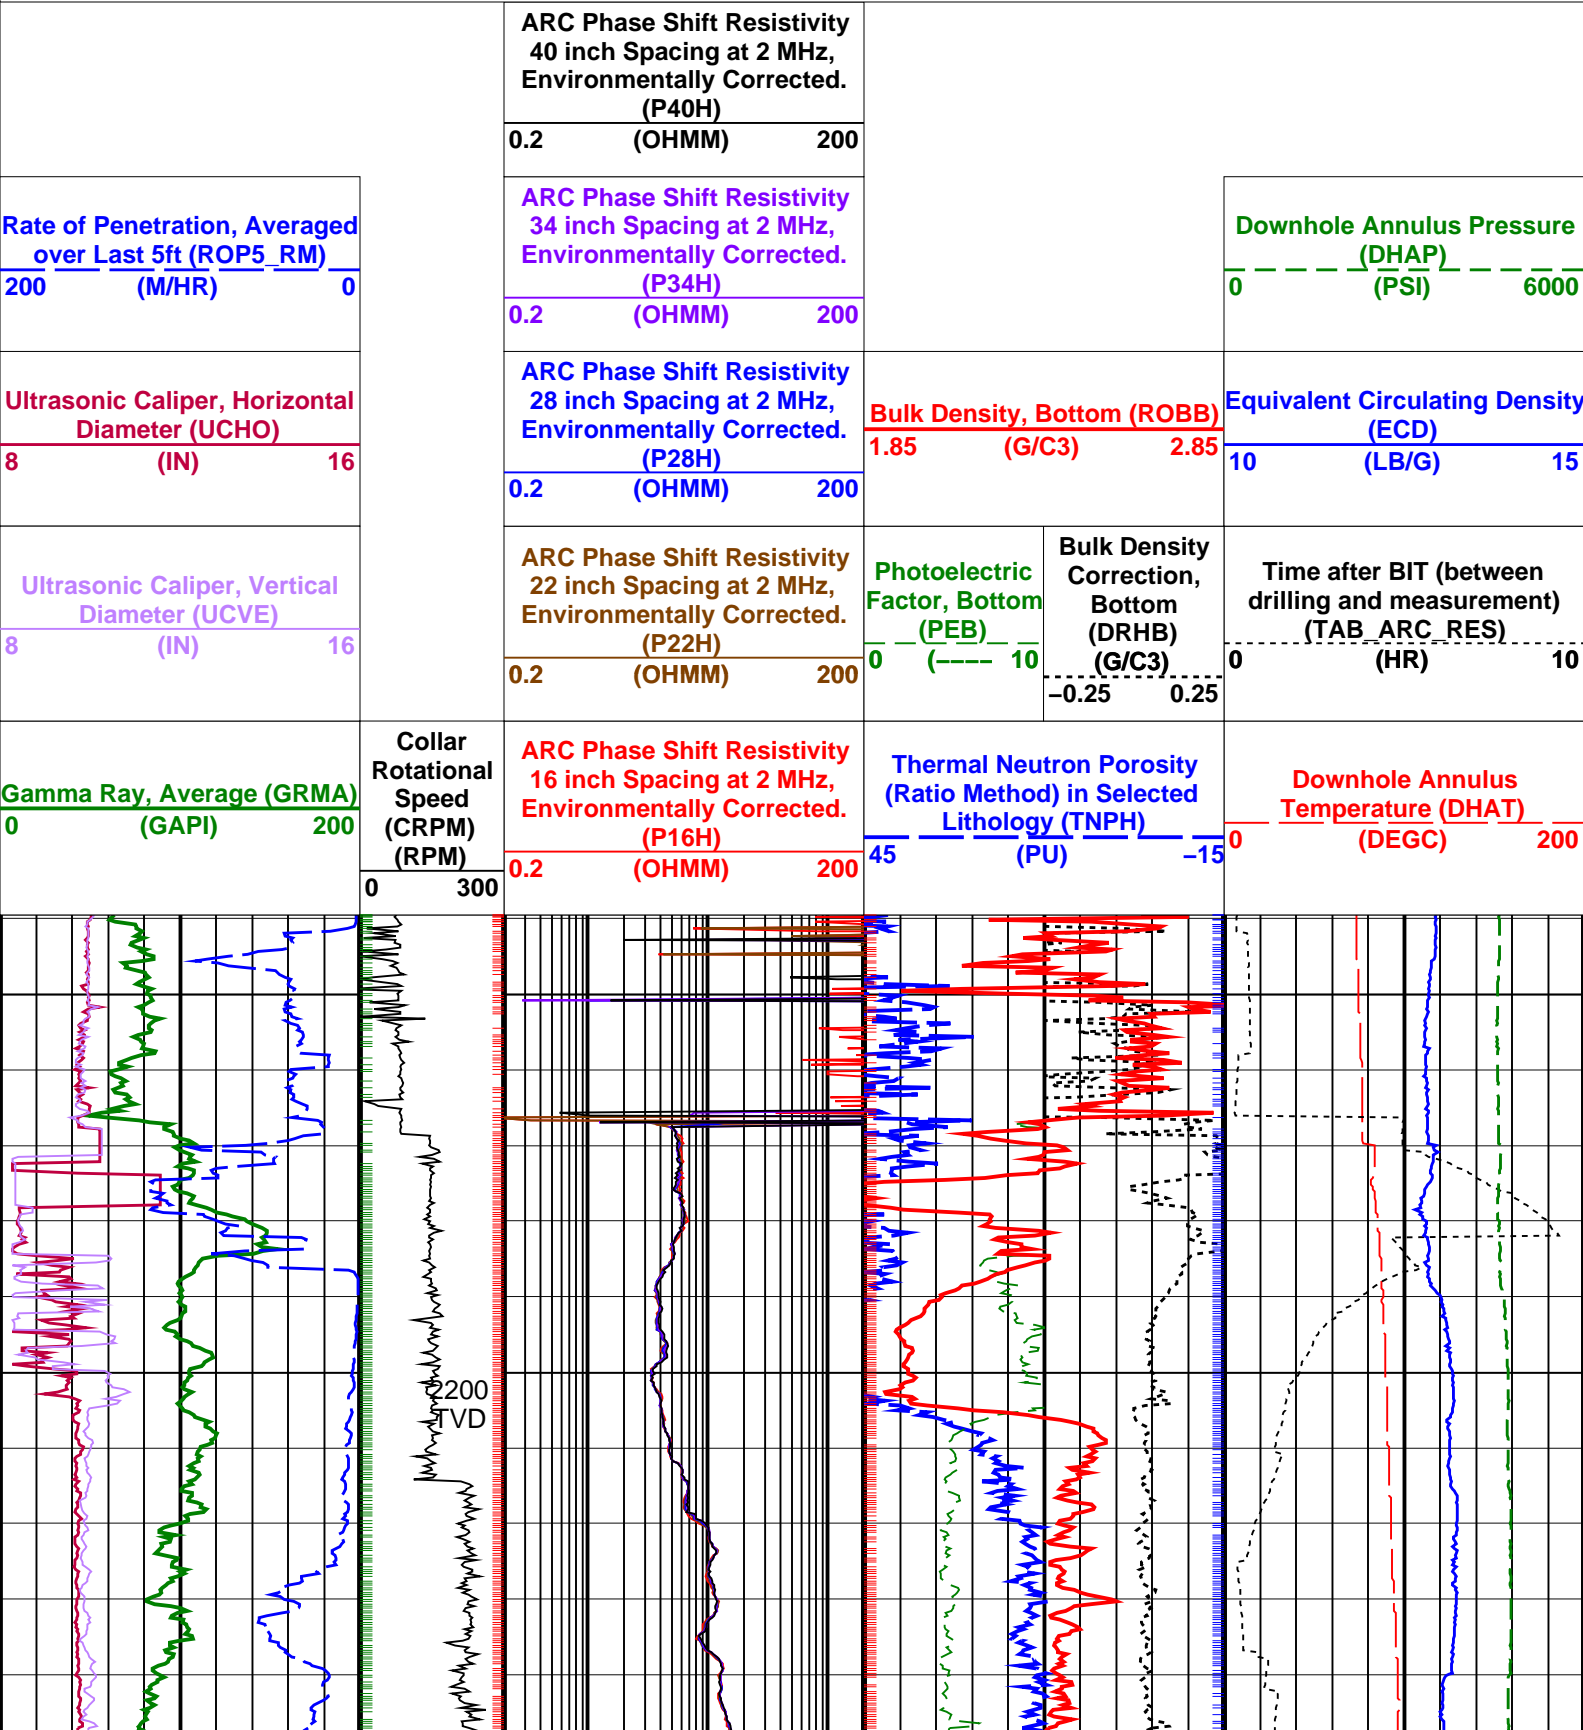 ARC Phase Shift Resistivity
40 inch Spacing at 2 MHz,
Environmentally Corrected.
(P40H)
0.2 (OHMM) 200
Rate of Penetration, Averaged
over Last 5ft (ROP5_RM)
200 (M/HR) 0
ARC Phase Shift Resistivity
34 inch Spacing at 2 MHz,
Environmentally Corrected.
(P34H)
0.2 (OHMM) 200
Downhole Annulus Pressure
(DHAP)
0 (PSI) 6000
Ultrasonic Caliper, Horizontal
Diameter (UCHO)
8 (IN) 16
ARC Phase Shift Resistivity
28 inch Spacing at 2 MHz,
Environmentally Corrected.
(P28H)
0.2 (OHMM) 200
Bulk Density, Bottom (ROBB)
1.85 (G/C3) 2.85
Equivalent Circulating Density
(ECD)
10 (LB/G) 15
Ultrasonic Caliper, Vertical
Diameter (UCVE)
8 (IN) 16
ARC Phase Shift Resistivity
22 inch Spacing at 2 MHz,
Environmentally Corrected.
(P22H)
0.2 (OHMM) 200
Photoelectric
Factor, Bottom
(PEB)
0 (---- 10
Bulk Density
Correction,
Bottom
(DRHB)
(G/C3)
−0.25 0.25
Time after BIT (between
drilling and measurement)
(TAB_ARC_RES)
0 (HR) 10
Gamma Ray, Average (GRMA)
0 (GAPI) 200
Collar
Rotational
Speed
(CRPM)
(RPM)
0 300
ARC Phase Shift Resistivity
16 inch Spacing at 2 MHz,
Environmentally Corrected.
(P16H)
0.2 (OHMM) 200
Thermal Neutron Porosity
(Ratio Method) in Selected
Lithology (TNPH)
45 (PU) −15
Downhole Annulus
Temperature (DHAT)
0 (DEGC) 200
2200
TVD